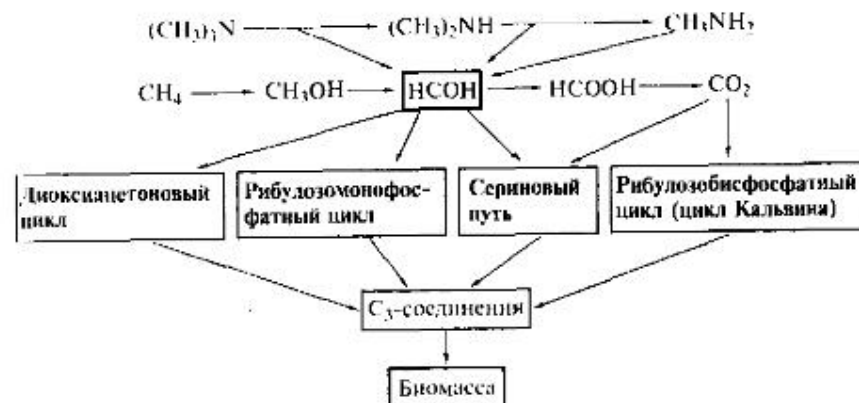 (CH₃)₃N → (CH₃)₂NH → CH₃NH₂
CH₄ → CH₃OH → HCOH → HCOOH → CO₂
Диоксиацетоновый
цикл
Рибулозомонофос-
фатный цикл
Сериновый
путь
Рибулозобисфосфатный
цикл (цикл Кальвина)
C₃-соединения
Биомасса